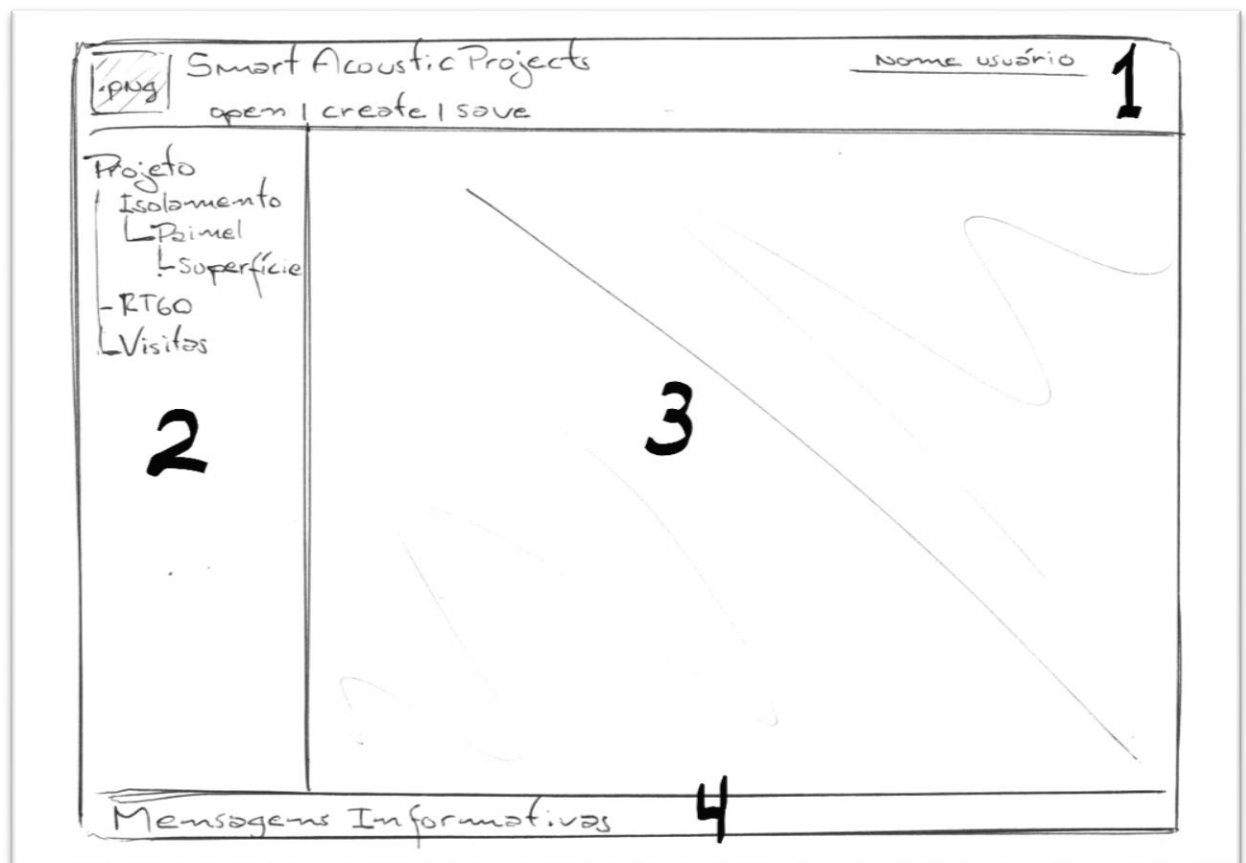 .png
Smart Acoustic Projects
Nome usuário
1
open | create | save
Projeto
Isolamento
Painel
Superfície
RT60
Visitas
2
3
Mensagens Informativas
4